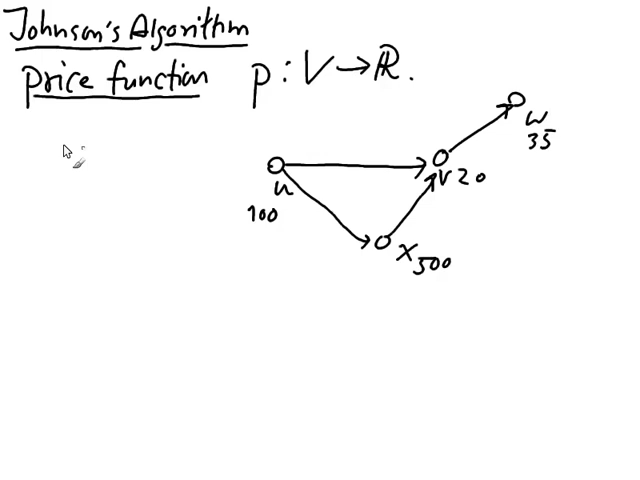 Johnson's Algorithm
price function p : V → ℝ.
w
35
v 20
u
100
x 500